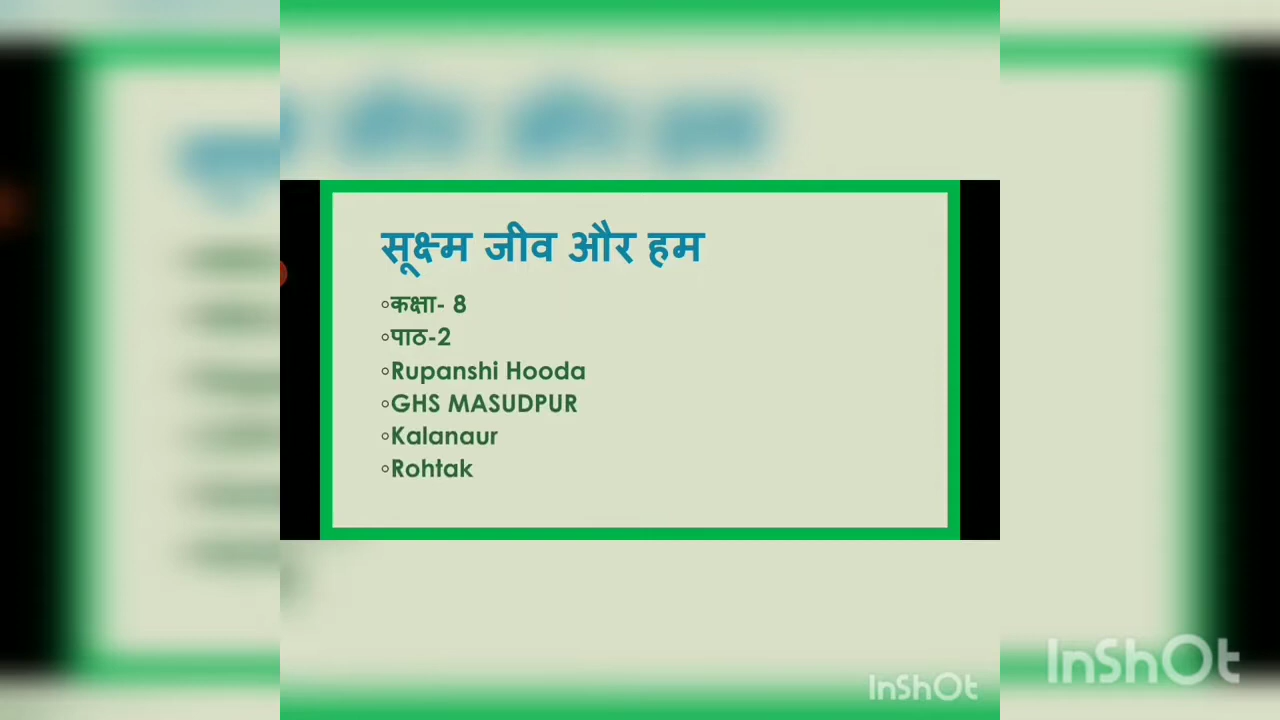 सूक्ष्म जीव और हम
◦कक्षा- 8
◦पाठ-2
◦Rupanshi Hooda
◦GHS MASUDPUR
◦Kalanaur
◦Rohtak
InShOt
InShOt